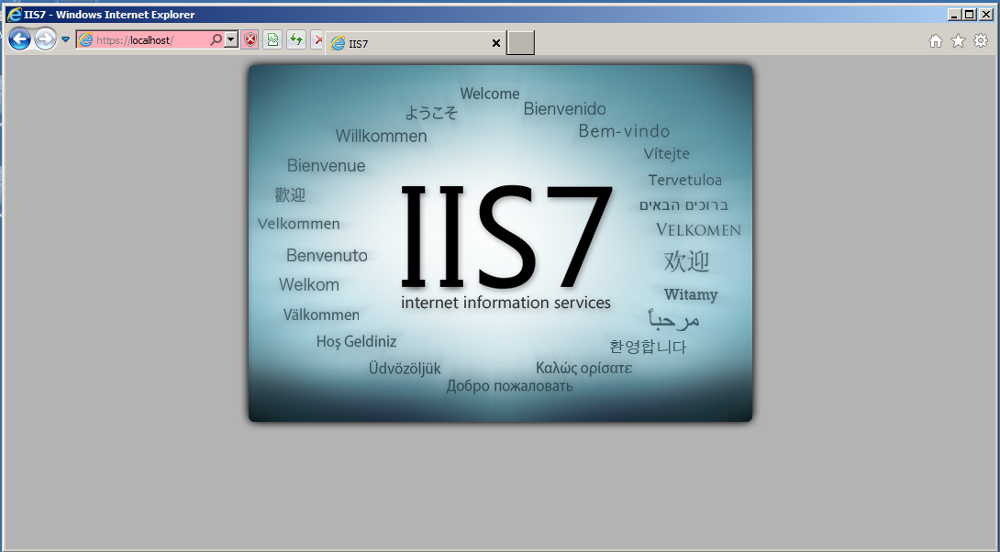 IIS7 - Windows Internet Explorer
https://localhost/
IIS7
Welcome
ようこそ
Bienvenido
Willkommen
Bem-vindo
Bienvenue
Vítejte
歡迎
Tervetuloa
Velkommen
ברוכים הבאים
VELKOMEN
Benvenuto
欢迎
Welkom
Witamy
IIS7
internet information services
Välkommen
مرحباً
Hoş Geldiniz
환영합니다
Üdvözöljük
Καλώς ορίσατε
Добро пожаловать